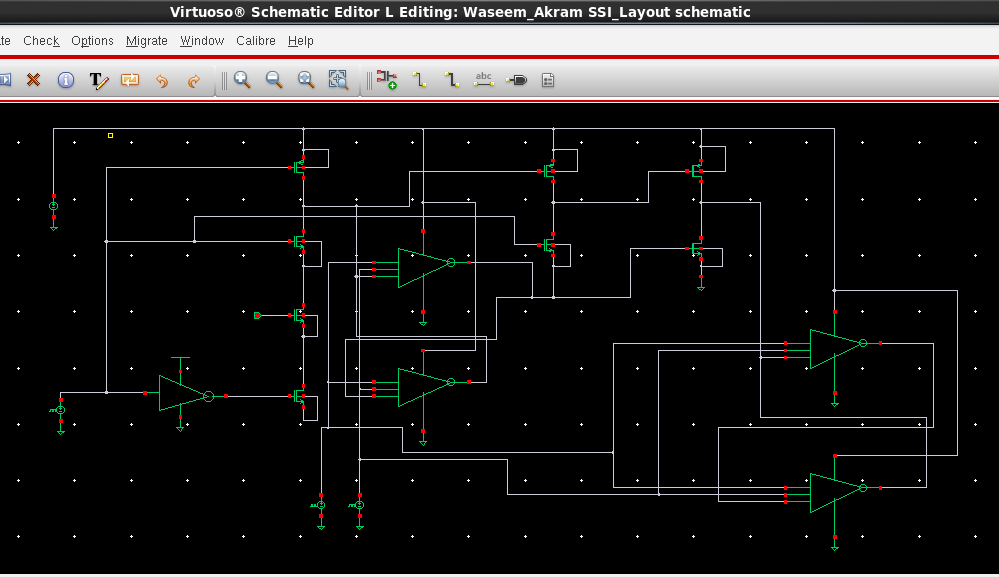 Virtuoso® Schematic Editor L Editing: Waseem_Akram SSI_Layout schematic
te Check Options Migrate Window Calibre Help
abc